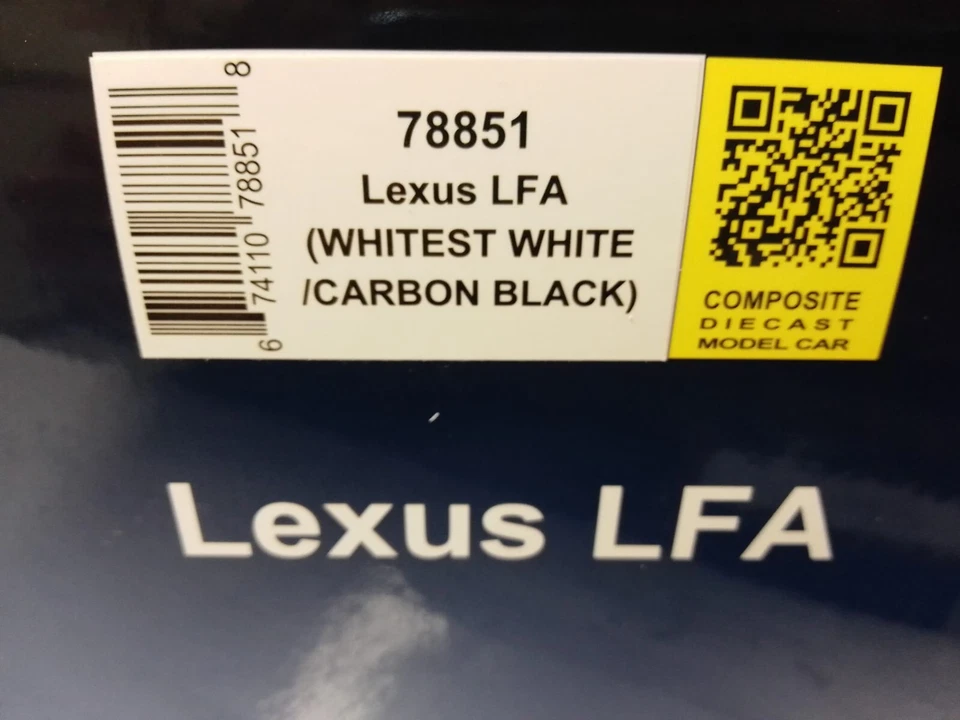 6 74110 78851 8
78851
Lexus LFA
(WHITEST WHITE
/CARBON BLACK)
COMPOSITE
DIECAST
MODEL CAR
Lexus LFA